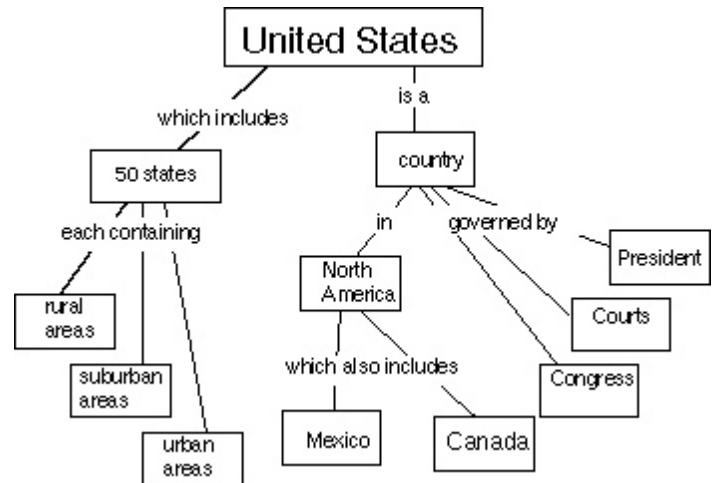 United States
which includes
is a
50 states
country
each containing
in
governed by
President
North
America
rural
areas
Courts
which also includes
suburban
areas
Congress
Mexico
Canada
urban
areas